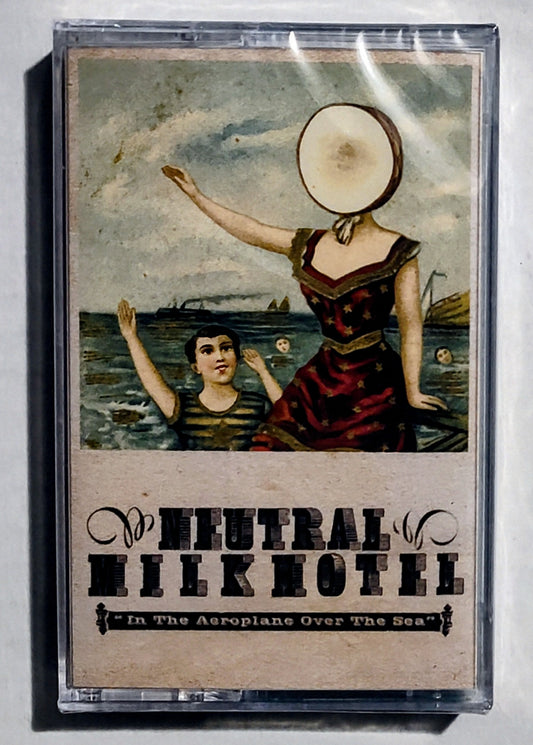 NEUTRAL
MILK HOTEL
"In The Aeroplane Over The Sea"